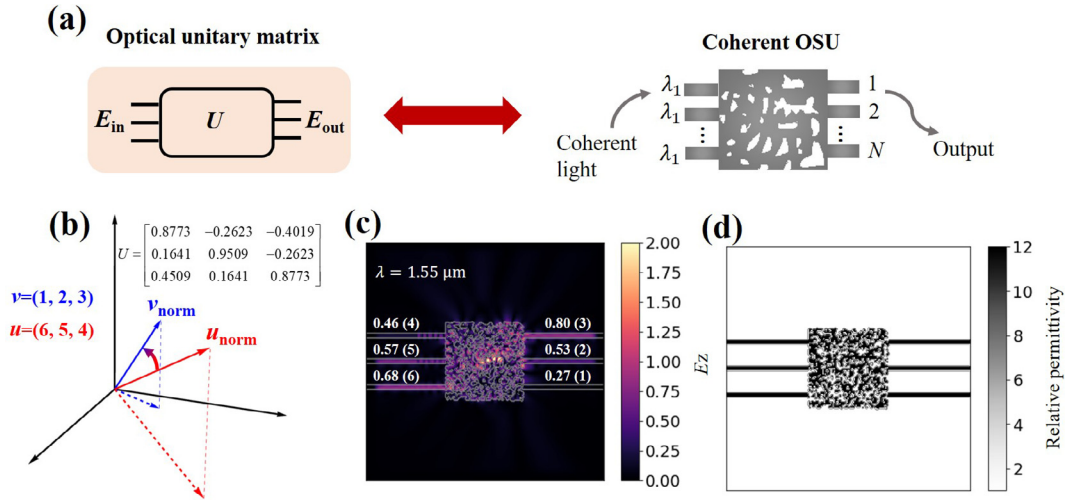 (a)
Optical unitary matrix
Coherent OSU
E_in
U
E_out
Coherent
light
λ₁
λ₁
⋮
λ₁
1
2
⋮
N
Output
(b)
U =
0.8773 −0.2623 −0.4019
0.1641 0.9509 −0.2623
0.4509 0.1641 0.8773
v=(1, 2, 3)
u=(6, 5, 4)
v_norm
u_norm
(c)
λ = 1.55 μm
0.46 (4)
0.80 (3)
0.57 (5)
0.53 (2)
0.68 (6)
0.27 (1)
2.00
1.75
1.50
1.25
1.00
0.75
0.50
0.25
0.00
Ez
(d)
12
10
8
6
4
2
Relative permittivity